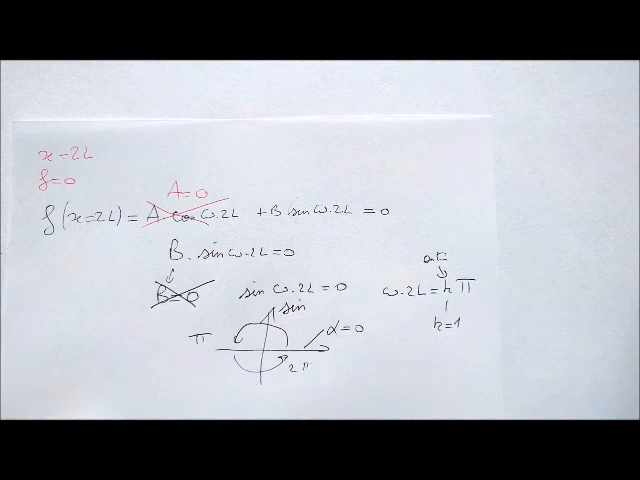 x=2L
f=0
A=0
f(x=2L) = A cos ω.2L + B sin ω.2L = 0
B. sin ω.2L=0
B=0 sin ω.2L = 0 ω.2L = k π
k=1
sin
π α=0
2π